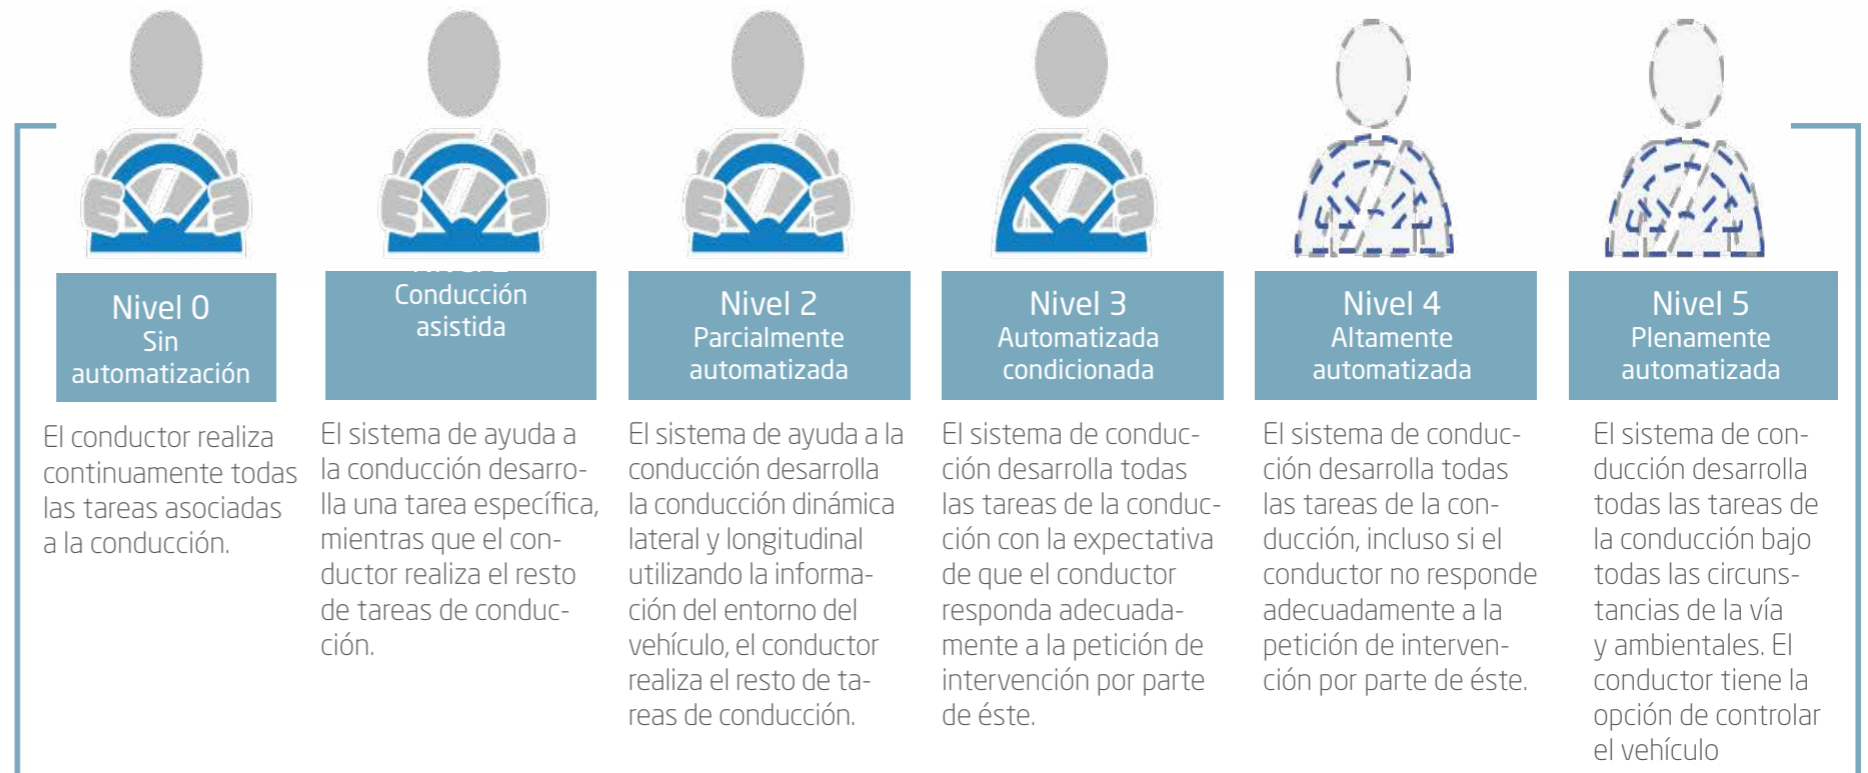 Nivel 0
Sin
automatización
El conductor realiza
continuamente todas
las tareas asociadas
a la conducción.
Conducción
asistida
El sistema de ayuda a
la conducción desarro-
lla una tarea específica,
mientras que el con-
ductor realiza el resto
de tareas de conduc-
ción.
Nivel 2
Parcialmente
automatizada
El sistema de ayuda a la
conducción desarrolla
la conducción dinámica
lateral y longitudinal
utilizando la informa-
ción del entorno del
vehículo, el conductor
realiza el resto de ta-
reas de conducción.
Nivel 3
Automatizada
condicionada
El sistema de conduc-
ción desarrolla todas
las tareas de la conduc-
ción con la expectativa
de que el conductor
responda adecuada-
mente a la petición de
intervención por parte
de éste.
Nivel 4
Altamente
automatizada
El sistema de conduc-
ción desarrolla todas
las tareas de la con-
ducción, incluso si el
conductor no responde
adecuadamente a la
petición de interven-
ción por parte de éste.
Nivel 5
Plenamente
automatizada
El sistema de con-
ducción desarrolla
todas las tareas de
la conducción bajo
todas las circuns-
tancias de la vía
y ambientales. El
conductor tiene la
opción de controlar
el vehículo